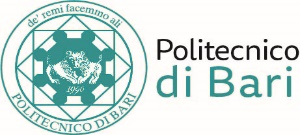 de' remi facemmo ali
1990
POLITECNICO DI BARI
Politecnico
di Bari